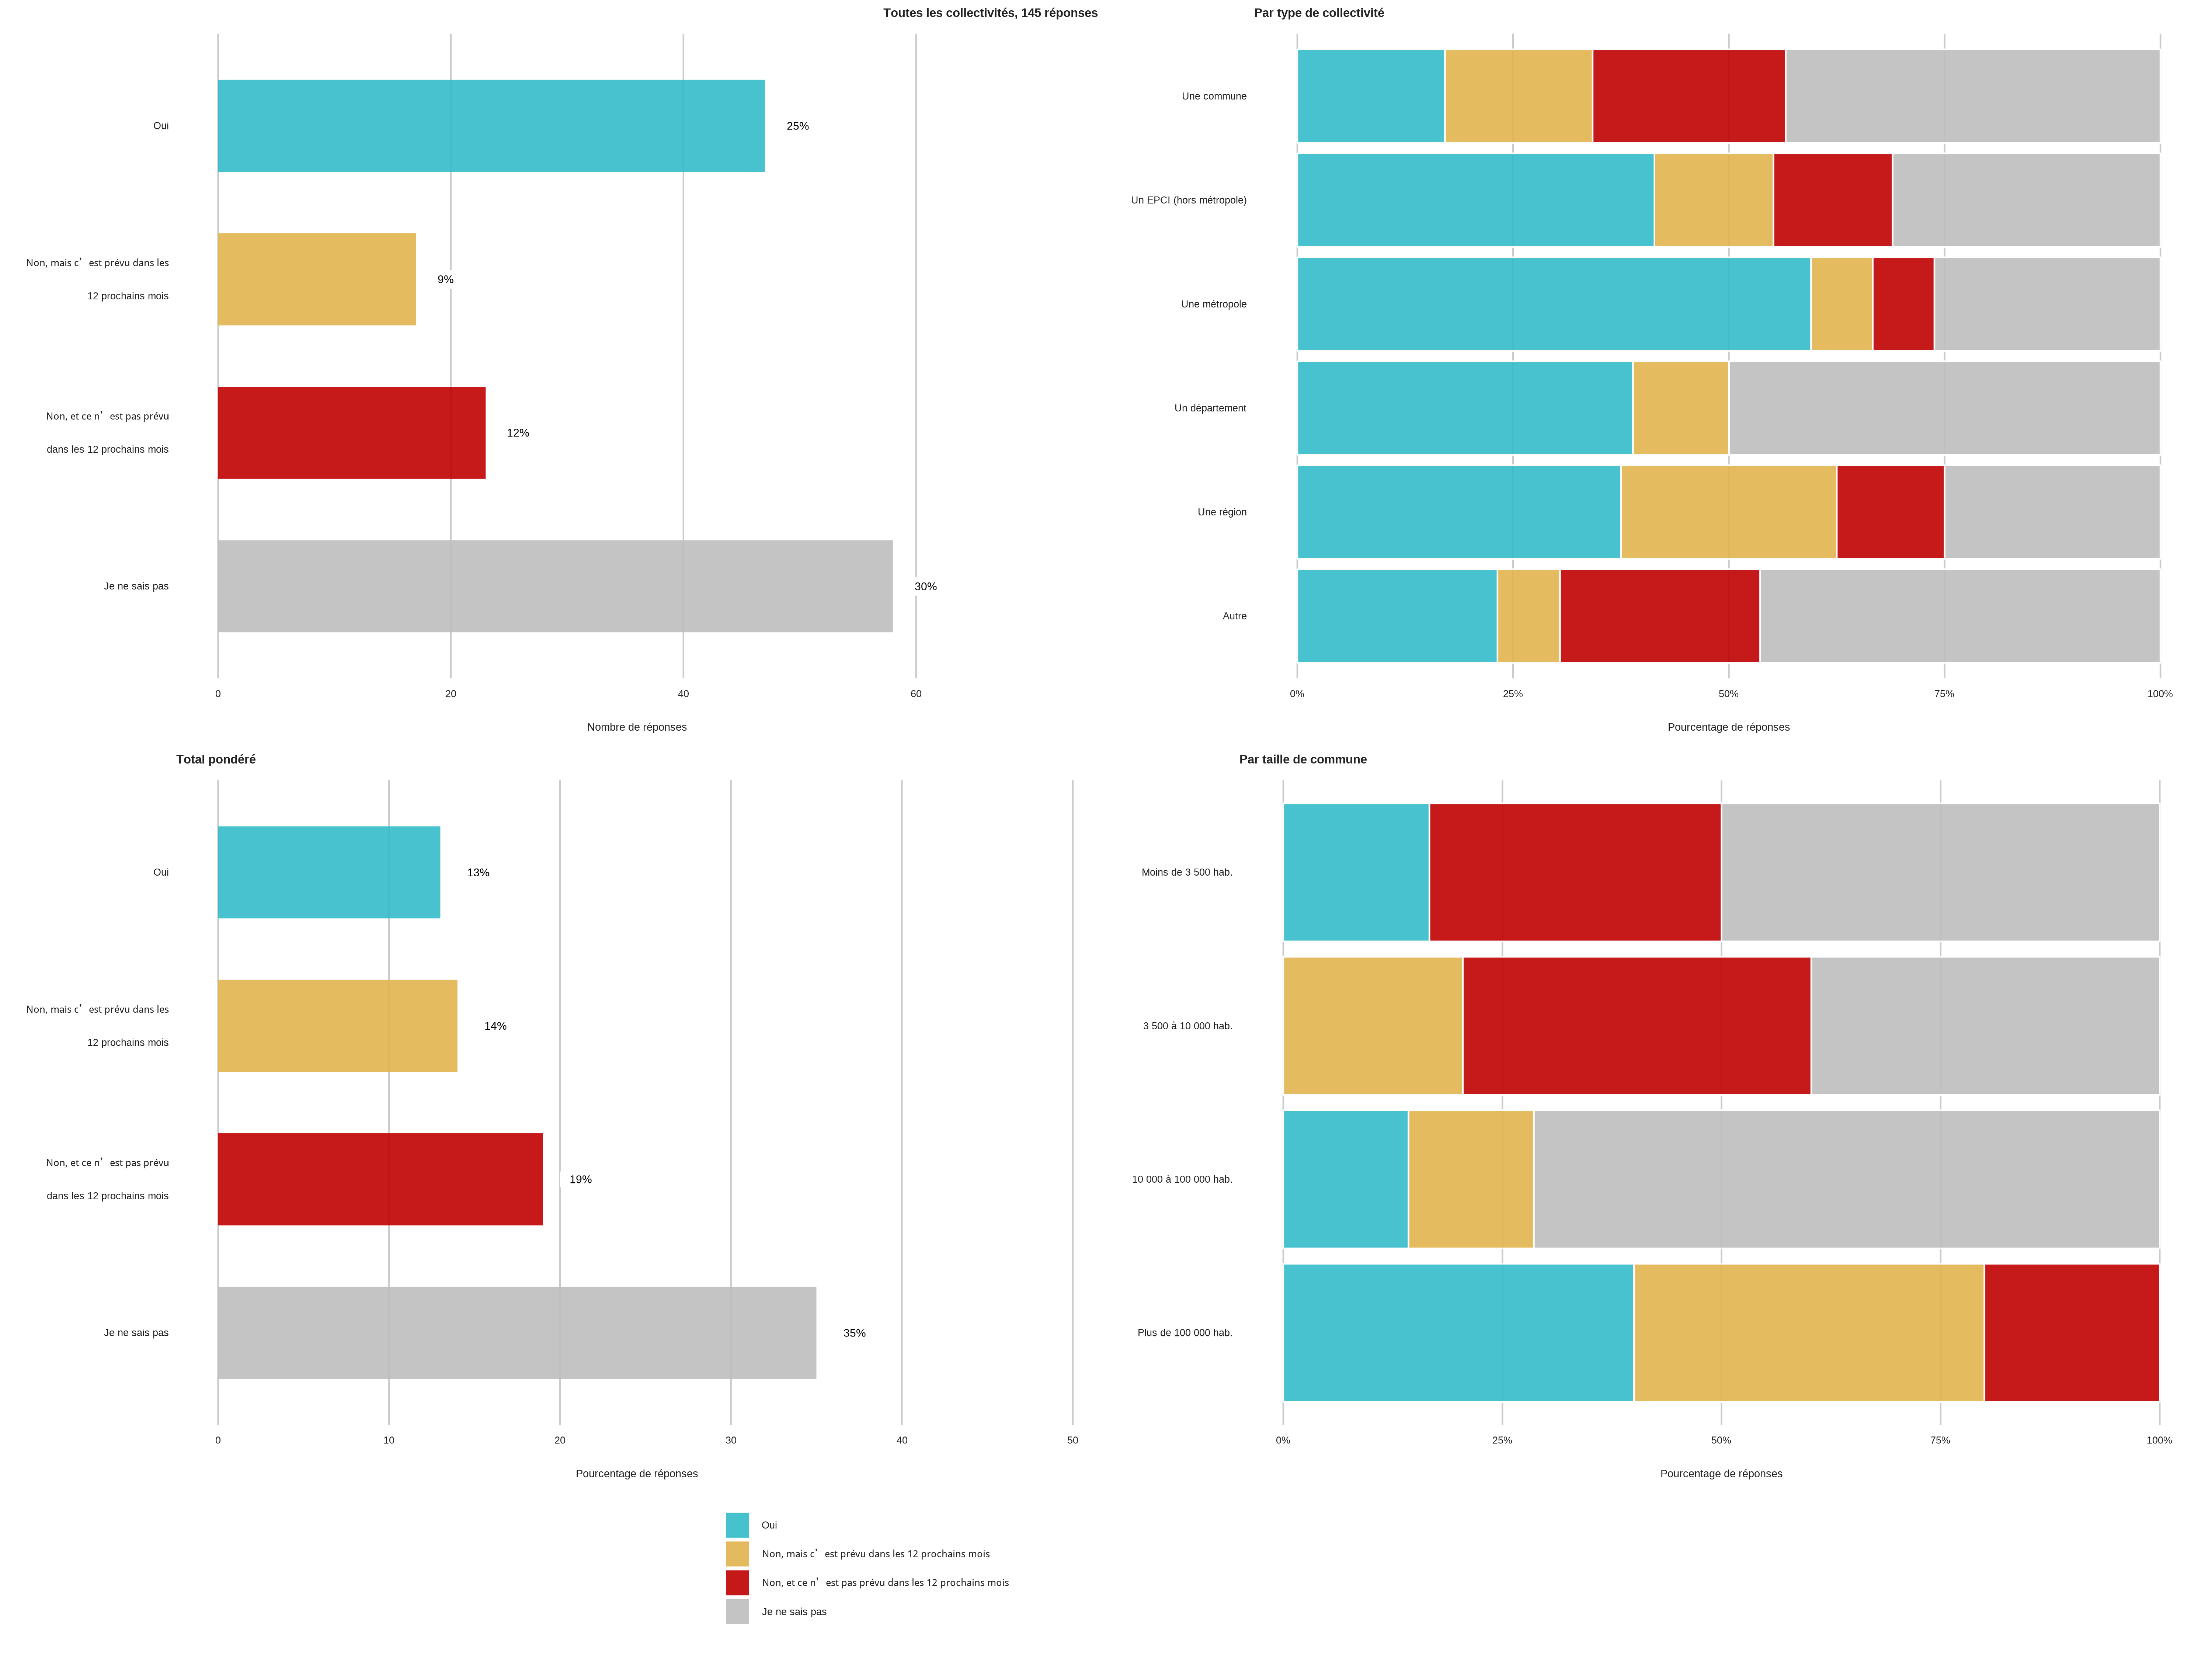 Toutes les collectivités, 145 réponses
Oui
25%
Non, mais c’est prévu dans les
12 prochains mois
9%
Non, et ce n’est pas prévu
dans les 12 prochains mois
12%
Je ne sais pas
30%
0 20 40 60
Nombre de réponses
Par type de collectivité
Une commune
Un EPCI (hors métropole)
Une métropole
Un département
Une région
Autre
0% 25% 50% 75% 100%
Pourcentage de réponses
Total pondéré
Oui
13%
Non, mais c’est prévu dans les
12 prochains mois
14%
Non, et ce n’est pas prévu
dans les 12 prochains mois
19%
Je ne sais pas
35%
0 10 20 30 40 50
Pourcentage de réponses
Par taille de commune
Moins de 3 500 hab.
3 500 à 10 000 hab.
10 000 à 100 000 hab.
Plus de 100 000 hab.
0% 25% 50% 75% 100%
Pourcentage de réponses
Oui
Non, mais c’est prévu dans les 12 prochains mois
Non, et ce n’est pas prévu dans les 12 prochains mois
Je ne sais pas